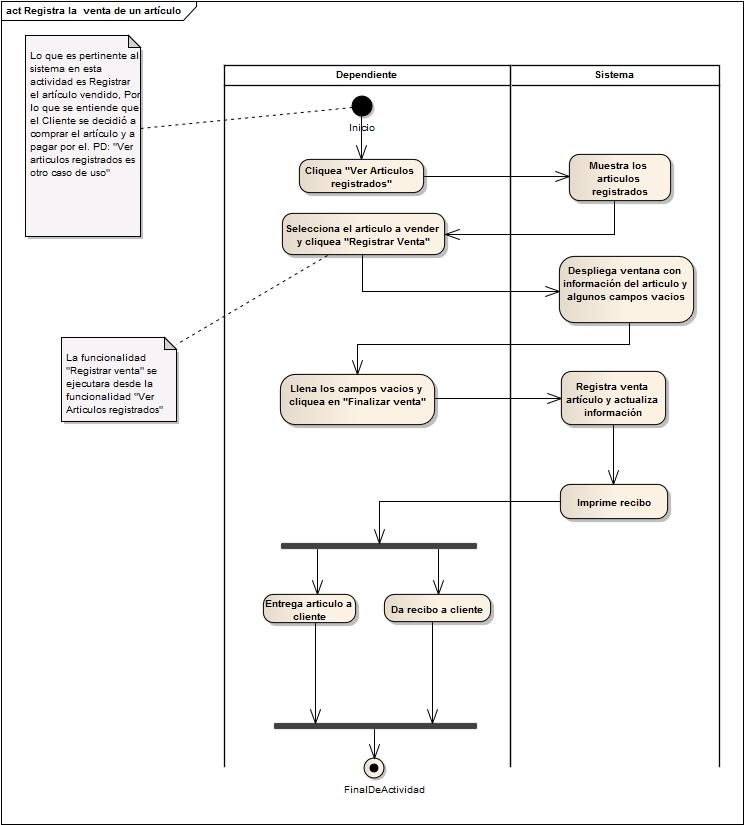 act Registra la venta de un artículo
Lo que es pertinente al
sistema en esta
actividad es Registrar
el artículo vendido, Por
lo que se entiende que
el Cliente se decidió a
comprar el artículo y a
pagar por el. PD: "Ver
articulos registrados es
otro caso de uso"
Dependiente
Sistema
Inicio
Cliquea "Ver Articulos
registrados"
Muestra los
articulos
registrados
Selecciona el articulo a vender
y cliquea "Registrar Venta"
Despliega ventana con
información del articulo y
algunos campos vacios
La funcionalidad
"Registrar venta" se
ejecutara desde la
funcionalidad "Ver
Articulos registrados"
Llena los campos vacios y
cliquea en "Finalizar venta"
Registra venta
artículo y actualiza
información
Imprime recibo
Entrega articulo a
cliente
Da recibo a cliente
FinalDeActividad